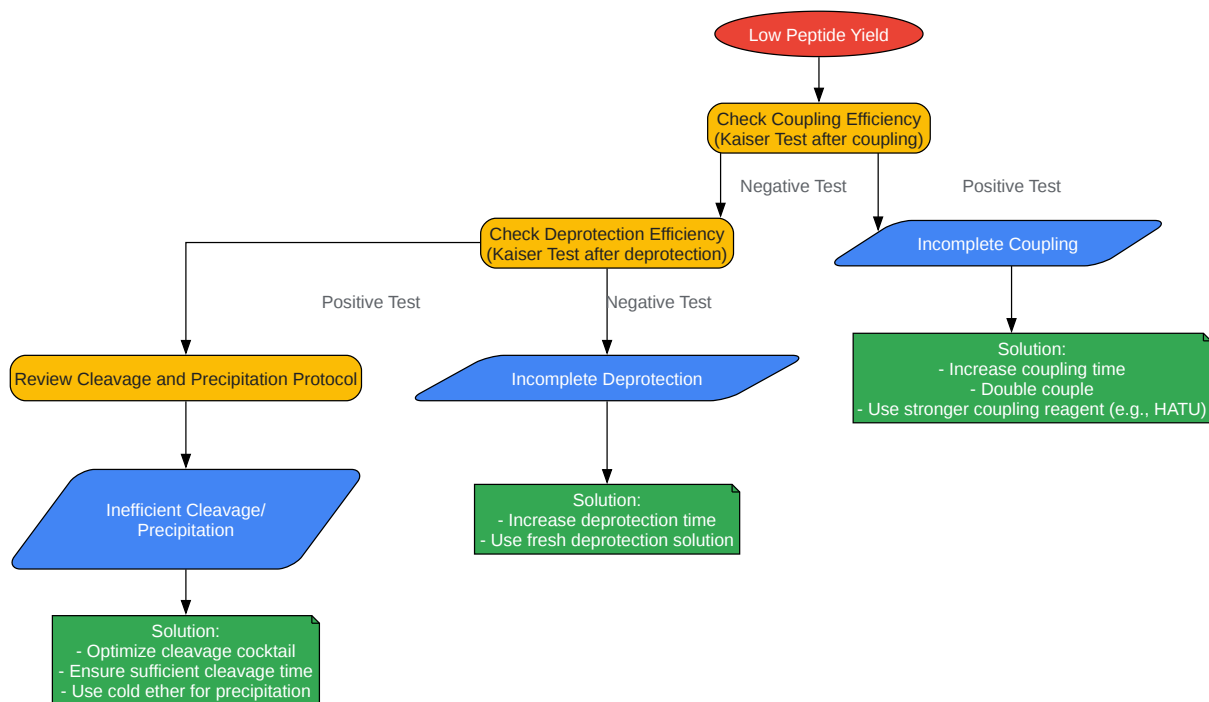 Low Peptide Yield
Check Coupling Efficiency
(Kaiser Test after coupling)
Negative Test
Positive Test
Check Deprotection Efficiency
(Kaiser Test after deprotection)
Incomplete Coupling
Positive Test
Negative Test
Solution:
- Increase coupling time
- Double couple
- Use stronger coupling reagent (e.g., HATU)
Review Cleavage and Precipitation Protocol
Incomplete Deprotection
Inefficient Cleavage/
Precipitation
Solution:
- Increase deprotection time
- Use fresh deprotection solution
Solution:
- Optimize cleavage cocktail
- Ensure sufficient cleavage time
- Use cold ether for precipitation